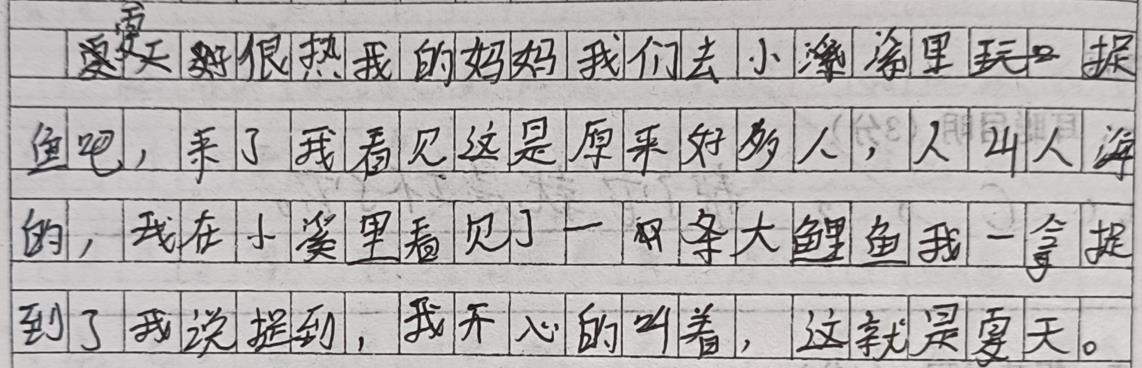 夏天很热我的妈妈我们去小溪里玩捉
鱼吧，来了我看见这是原来好多人，人山人海
的，我在小溪里看见了一条大鲤鱼我一拿捉
到了我说捉到，我开心的叫着，这就是夏天。